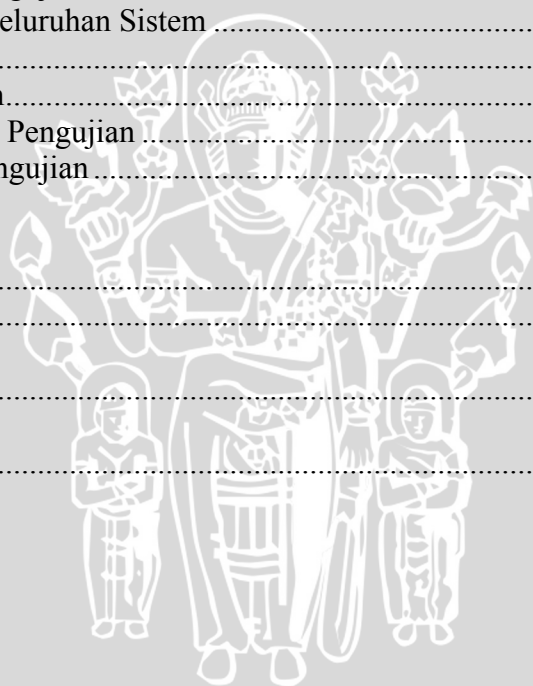 eluruhan Sistem ........................................
................................................................
n................................................................
Pengujian ................................................
ngujian ......................................................
................................................................
................................................................
................................................................
................................................................